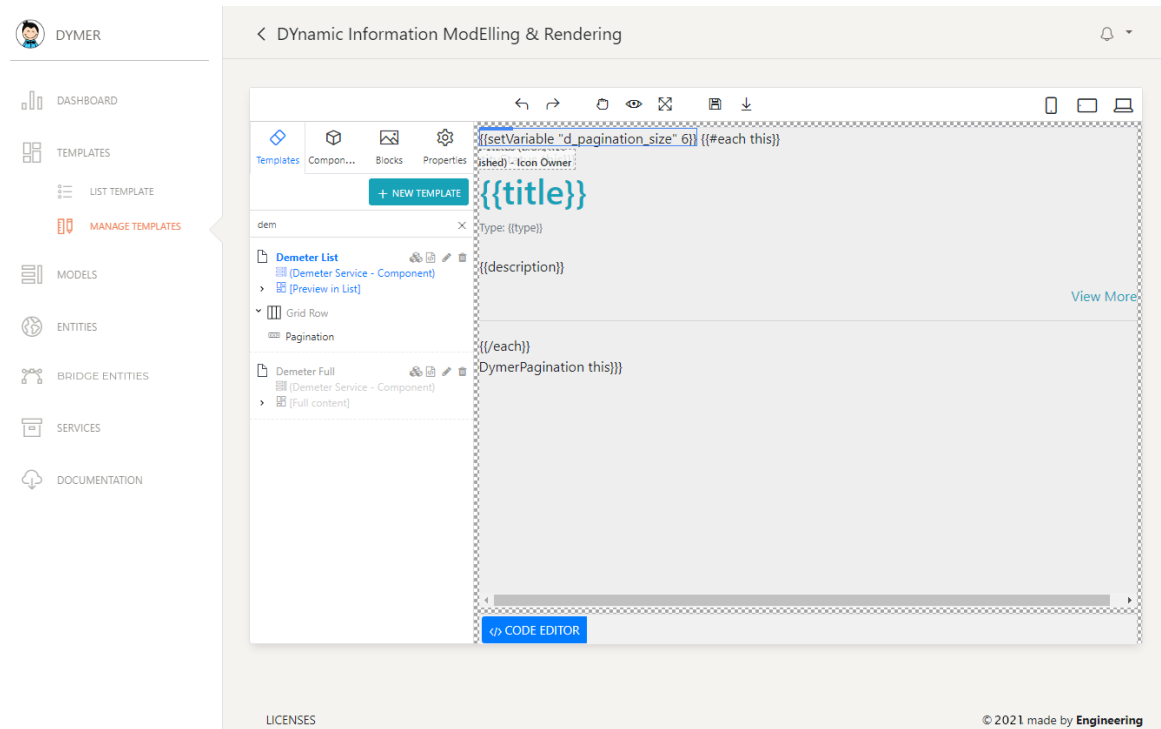 DYMER
DYnamic Information ModElling & Rendering
DASHBOARD
TEMPLATES
LIST TEMPLATE
MANAGE TEMPLATES
MODELS
ENTITIES
BRIDGE ENTITIES
SERVICES
DOCUMENTATION
Templates
Compon...
Blocks
Properties
+ NEW TEMPLATE
dem
Demeter List
(Demeter Service - Component)
[Preview in List]
Grid Row
Pagination
Demeter Full
(Demeter Service - Component)
[Full content]
{{setVariable "d_pagination_size" 6}} {{#each this}}
ished) - Icon Owner
{{title}}
Type: {{type}}
{{description}}
View More
{{/each}}
DymerPagination this}}}
</> CODE EDITOR
LICENSES
© 2021 made by Engineering